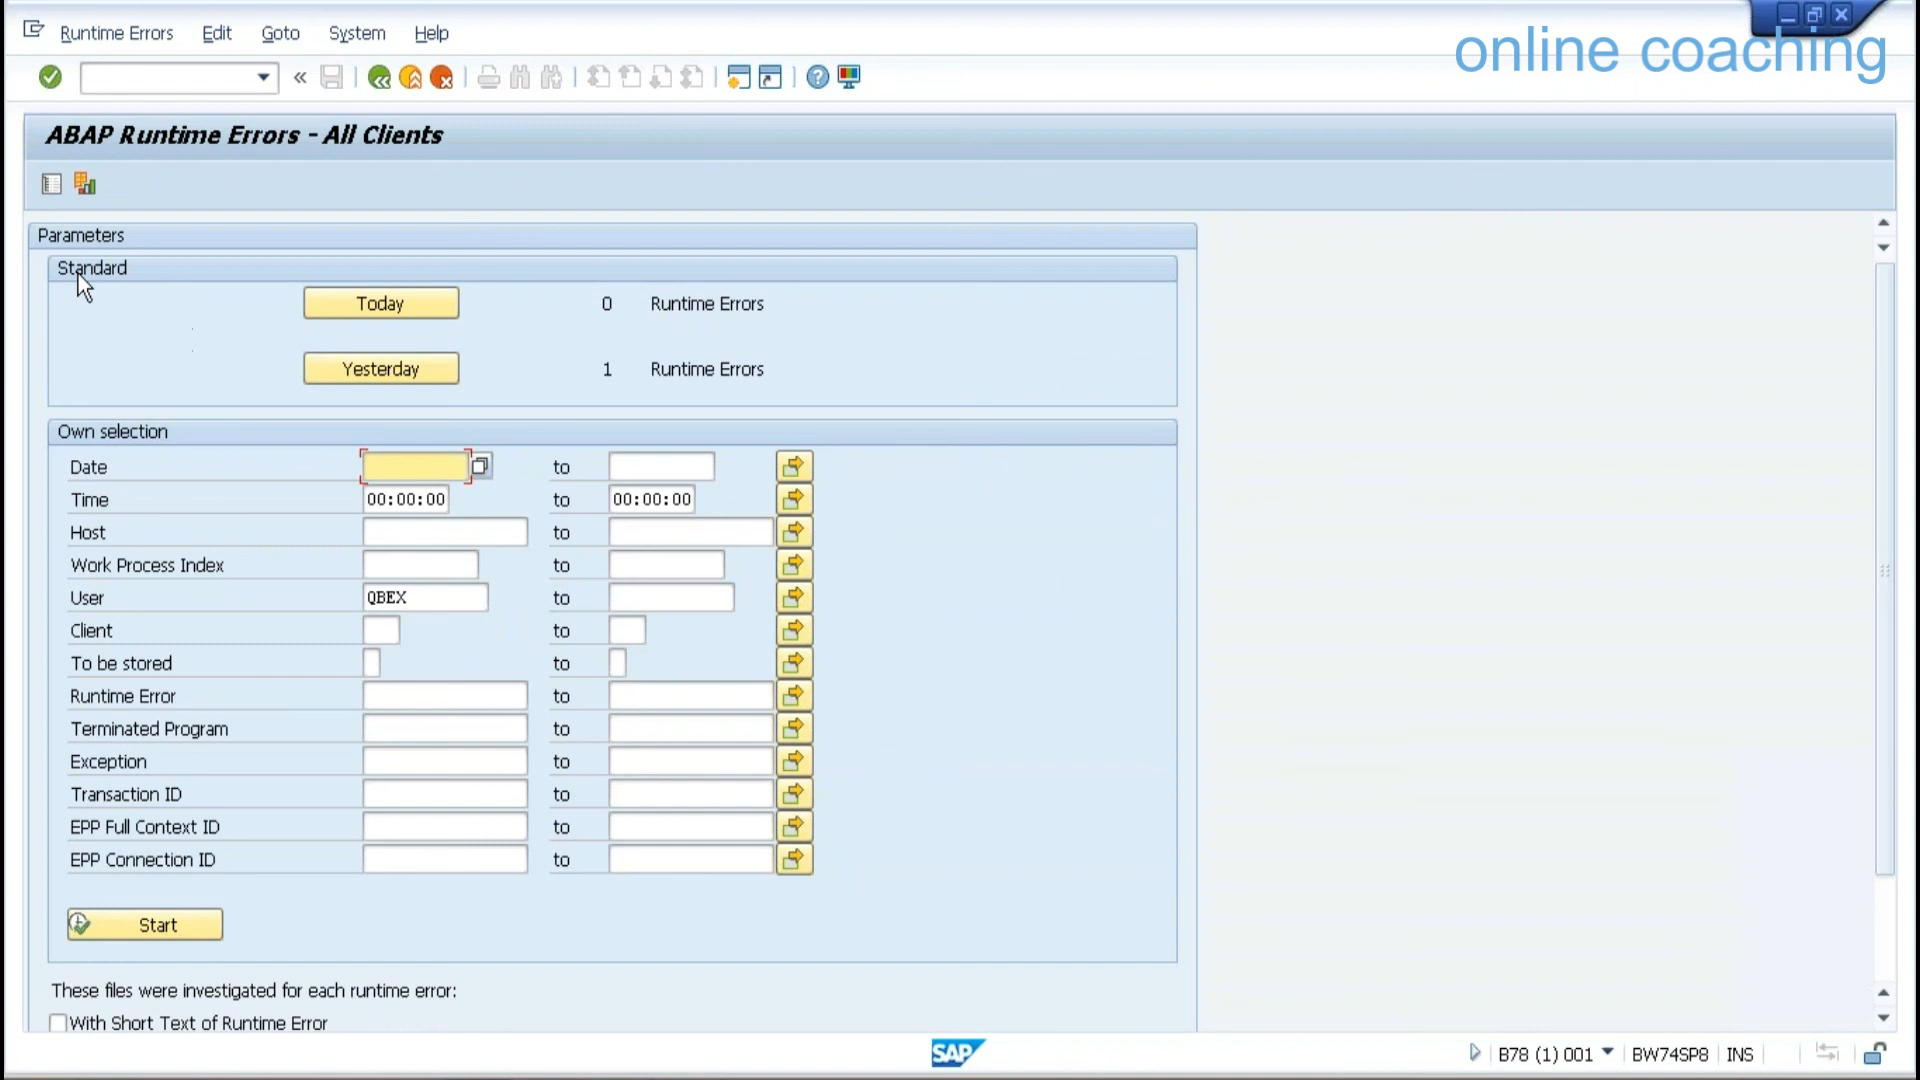 Runtime Errors Edit Goto System Help
online coaching
ABAP Runtime Errors - All Clients
Parameters
Standard
Today 0 Runtime Errors
Yesterday 1 Runtime Errors
Own selection
Date to
Time 00:00:00 to 00:00:00
Host to
Work Process Index to
User QBEX to
Client to
To be stored to
Runtime Error to
Terminated Program to
Exception to
Transaction ID to
EPP Full Context ID to
EPP Connection ID to
Start
These files were investigated for each runtime error:
With Short Text of Runtime Error
SAP B78 (1) 001 BW74SP8 INS